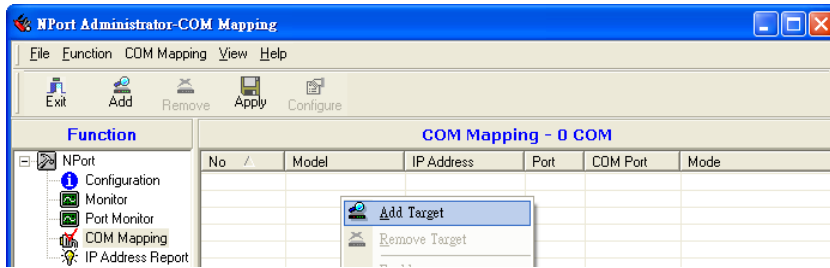 NPort Administrator-COM Mapping
File Function COM Mapping View Help
Exit Add Remove Apply Configure
Function
COM Mapping - 0 COM
NPort
Configuration
Monitor
Port Monitor
COM Mapping
IP Address Report
No Model IP Address Port COM Port Mode
Add Target
Remove Target